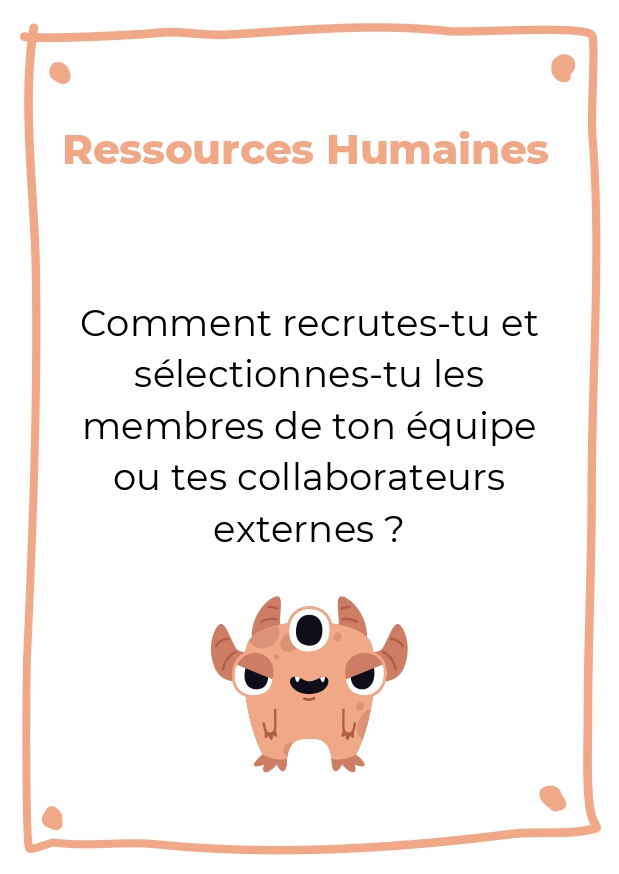 Ressources Humaines
Comment recrutes-tu et
sélectionnes-tu les
membres de ton équipe
ou tes collaborateurs
externes ?